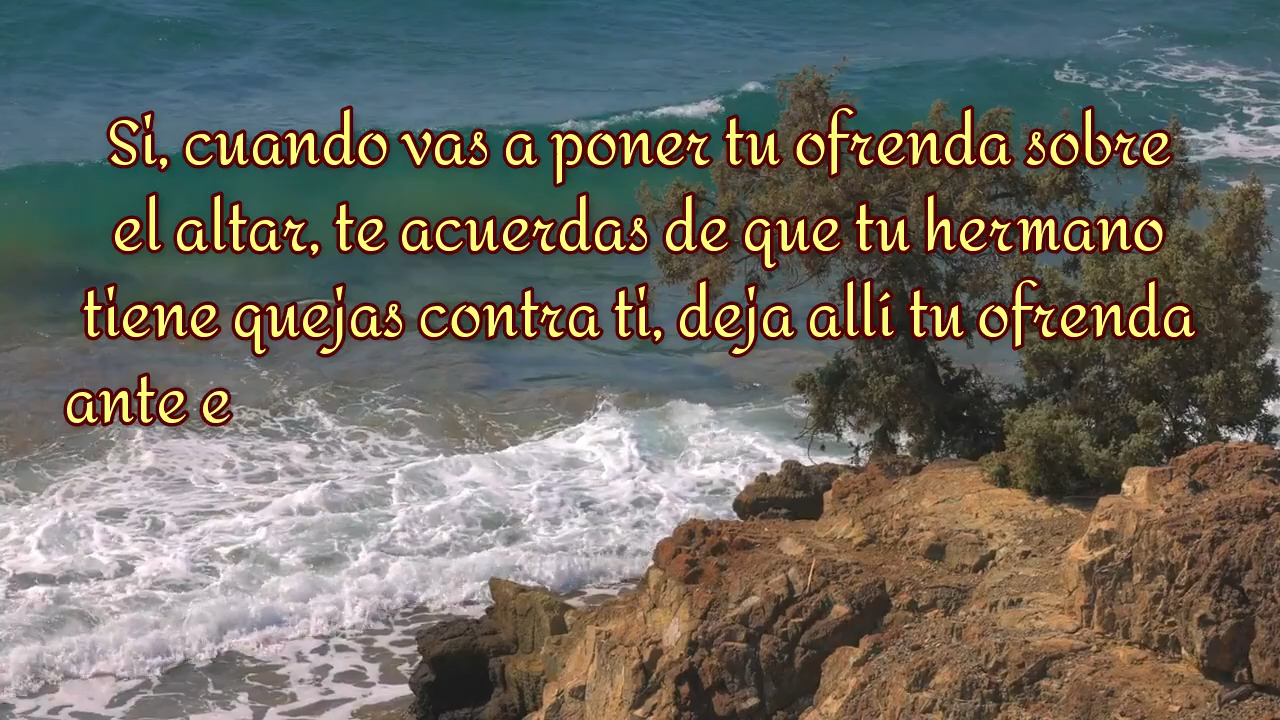 Si, cuando vas a poner tu ofrenda sobre
el altar, te acuerdas de que tu hermano
tiene quejas contra ti, deja allí tu ofrenda
ante e